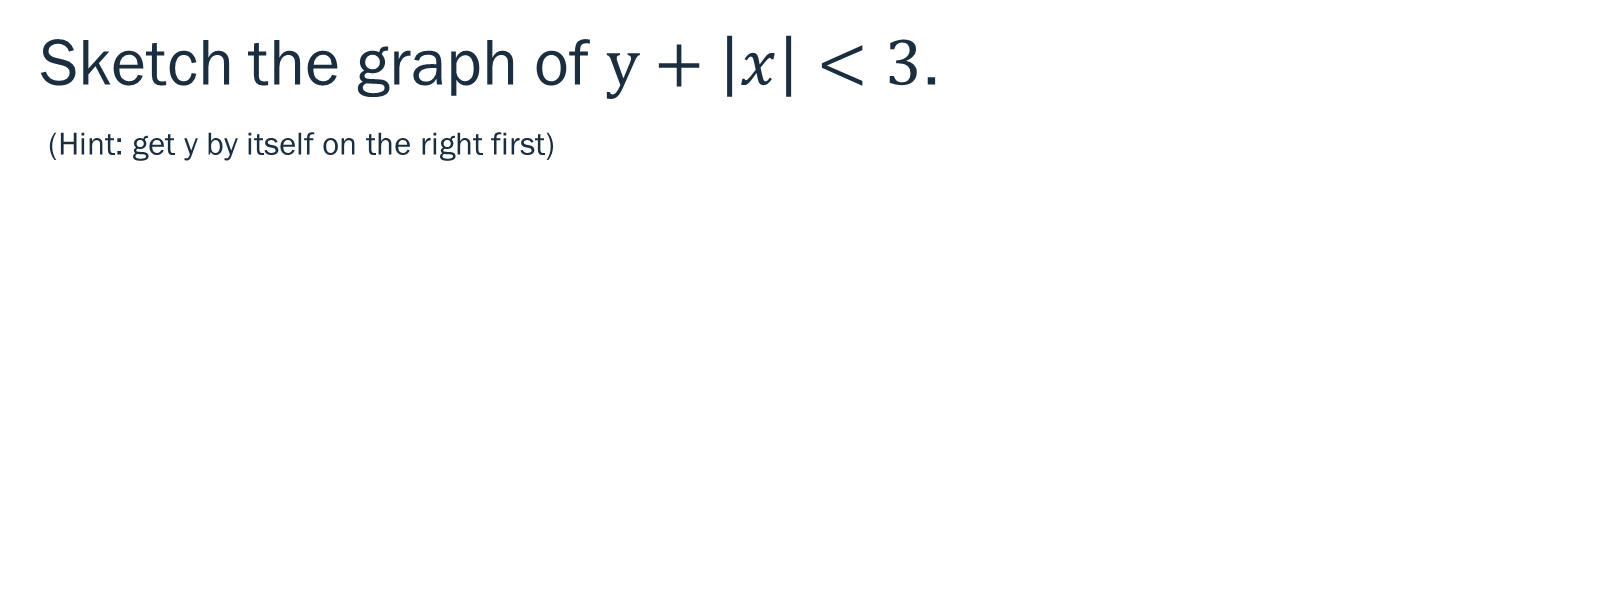 Sketch the graph of y + |x| < 3.
(Hint: get y by itself on the right first)